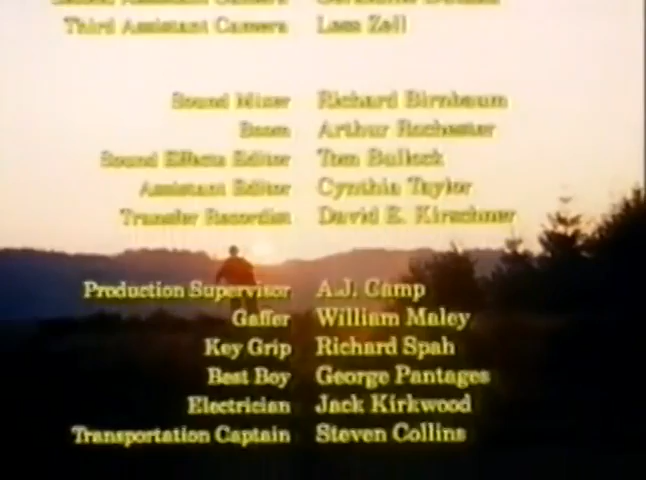 Third Assistant Camera Less Zell
Sound Mixer Richard Birnbaum
Boom Arthur Rochester
Sound Effects Editor Tom Bullock
Assistant Editor Cynthia Taylor
Transfer Recordist David E. Kirschner
Production Supervisor A.J. Camp
Gaffer William Maley
Key Grip Richard Spah
Best Boy George Pantages
Electrician Jack Kirkwood
Transportation Captain Steven Collins